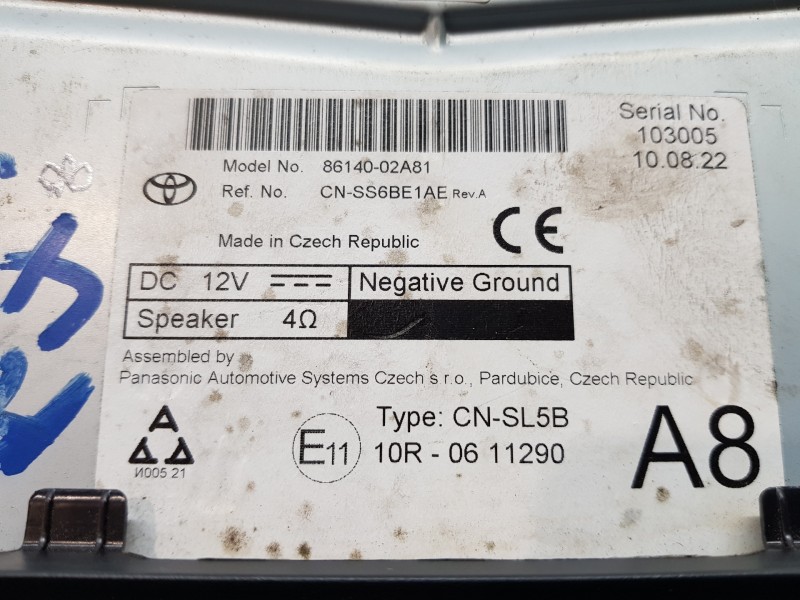 Serial No.
103005
10.08.22
Model No. 86140-02A81
Ref. No. CN-SS6BE1AE Rev.A
Made in Czech Republic
CE
DC 12V
Negative Ground
Speaker 4Ω
Assembled by
Panasonic Automotive Systems Czech s r.o., Pardubice, Czech Republic
И005 21
E11
Type: CN-SL5B
10R - 06 11290
A8